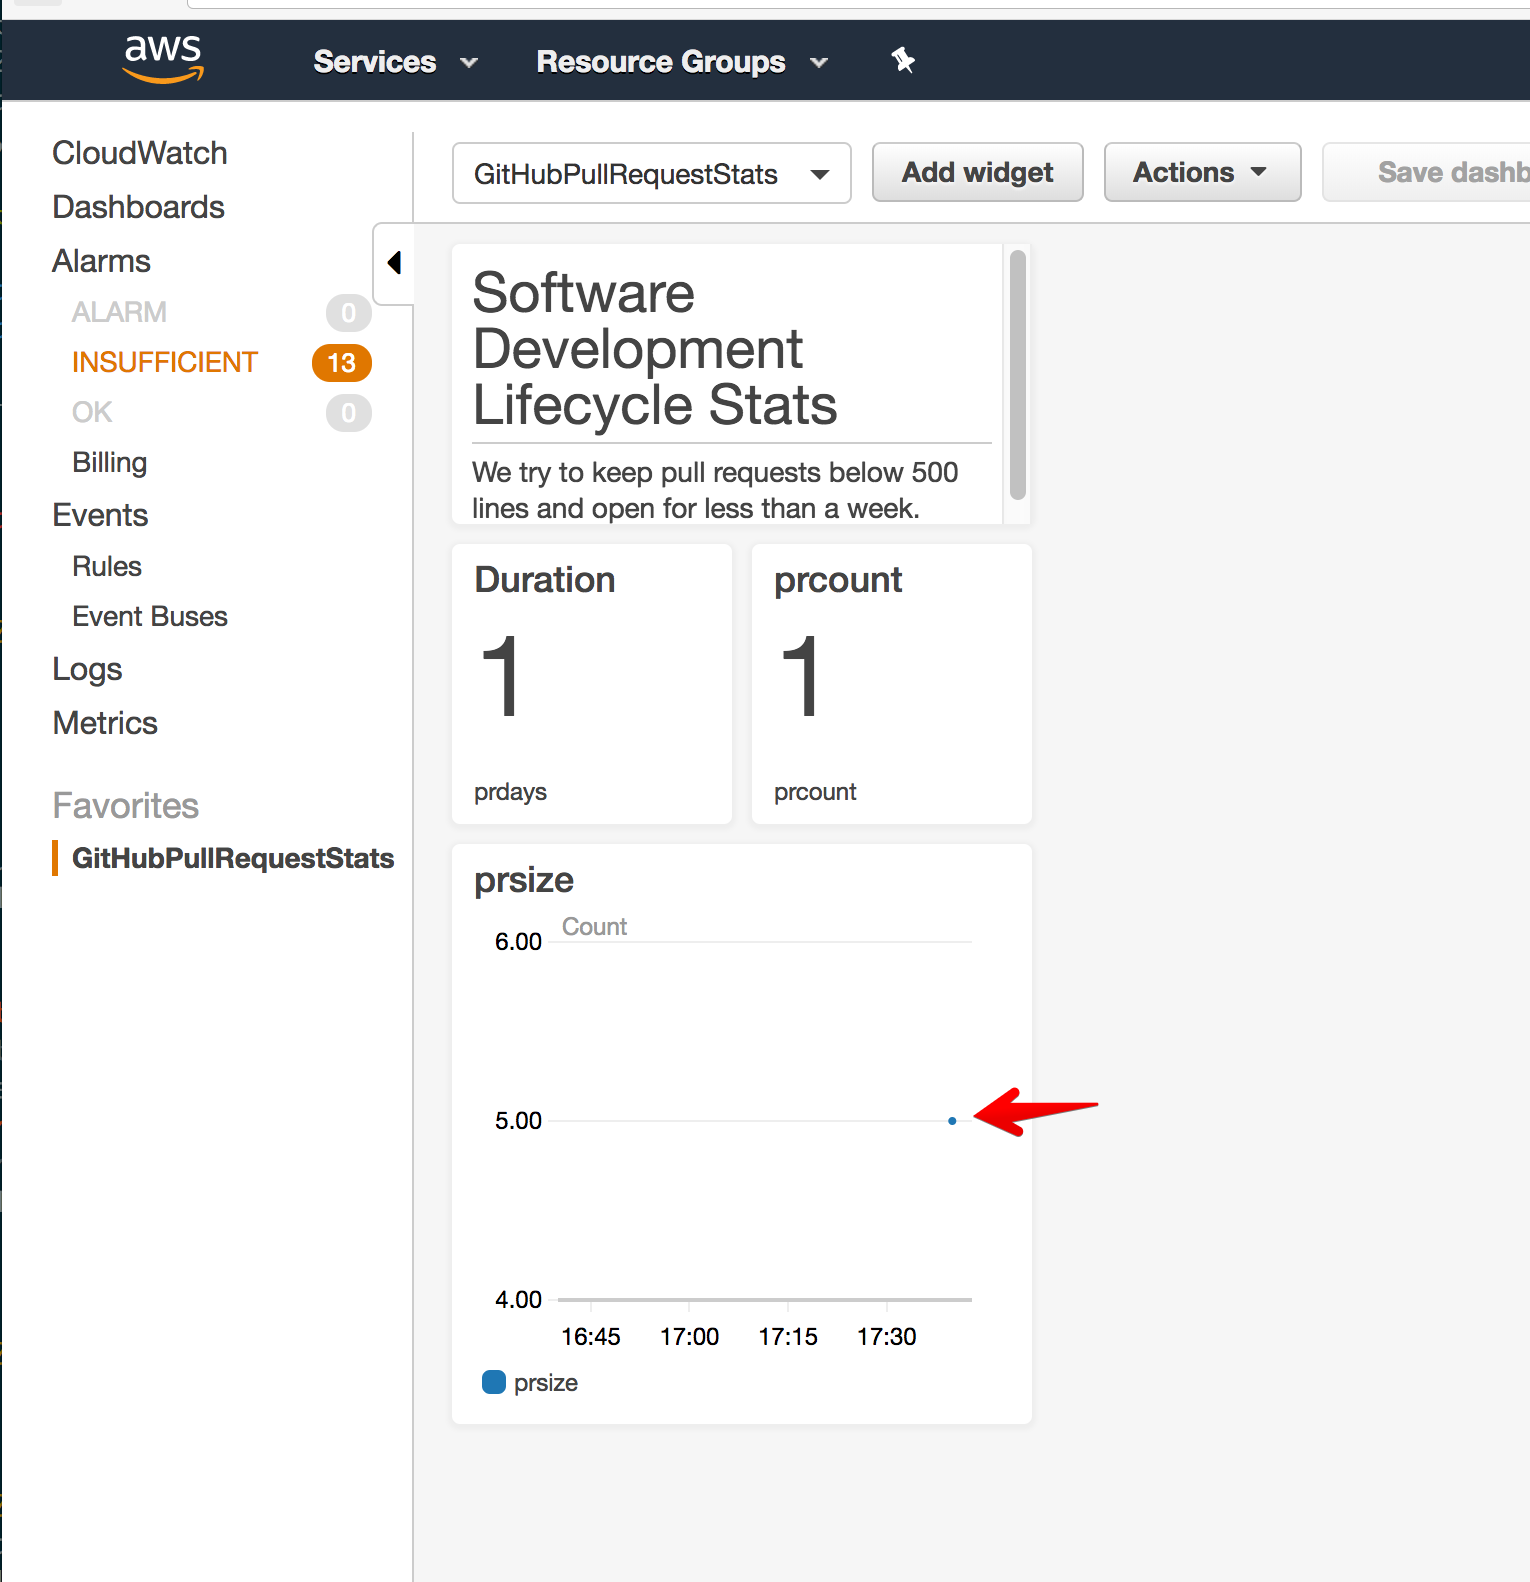 aws
Services
Resource Groups
CloudWatch
Dashboards
Alarms
ALARM 0
INSUFFICIENT 13
OK 0
Billing
Events
Rules
Event Buses
Logs
Metrics
Favorites
GitHubPullRequestStats
GitHubPullRequestStats
Add widget
Actions
Save dashb
Software
Development
Lifecycle Stats
We try to keep pull requests below 500
lines and open for less than a week.
Duration
1
prdays
prcount
1
prcount
prsize
Count
6.00
5.00
4.00
16:45 17:00 17:15 17:30
prsize